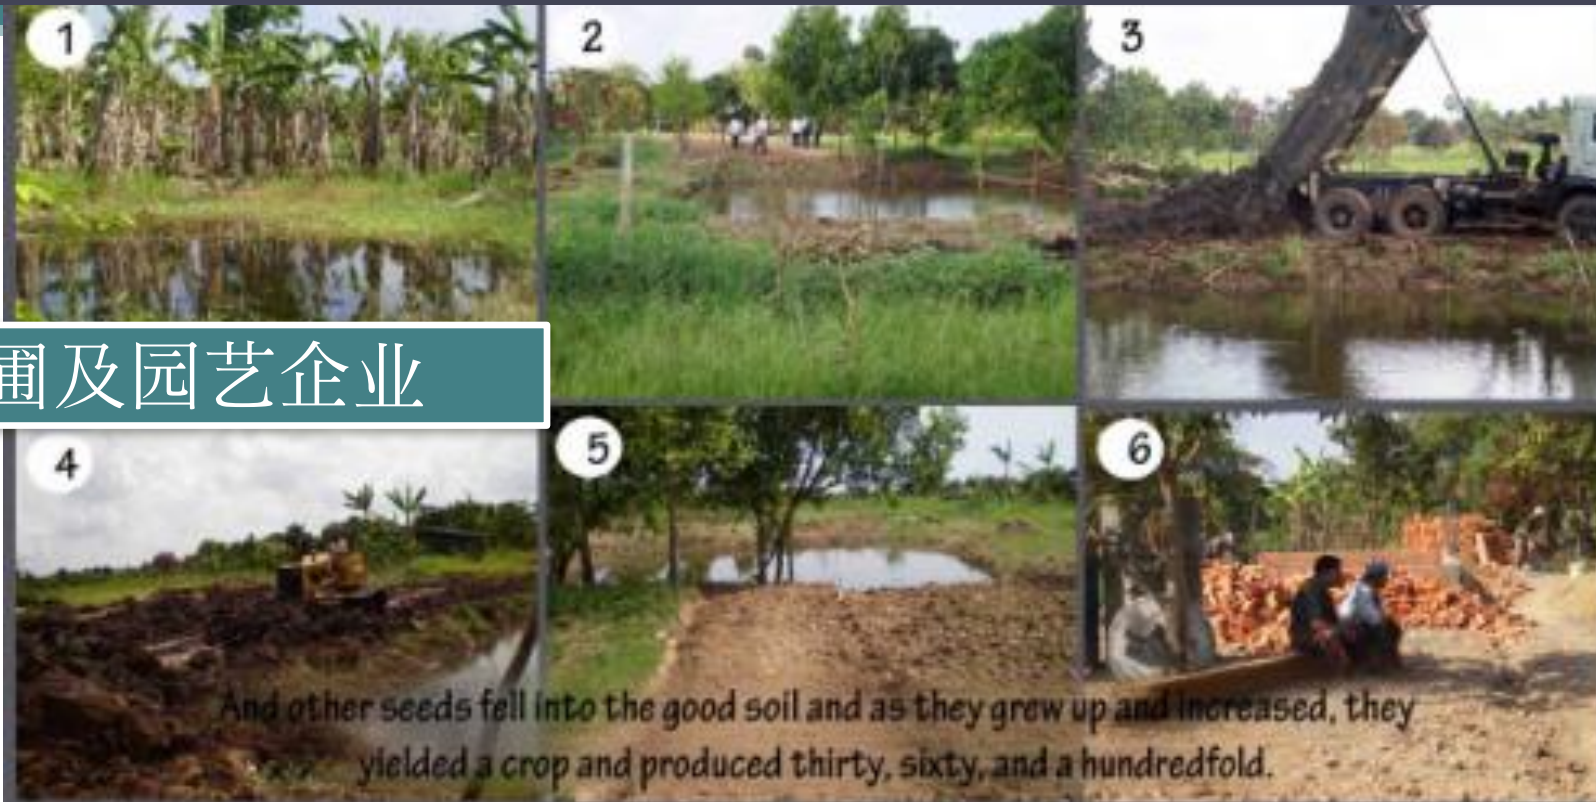 1
2
3
圃及园艺企业
4
5
6
And other seeds fell into the good soil and as they grew up and increased, they
yielded a crop and produced thirty, sixty, and a hundredfold.